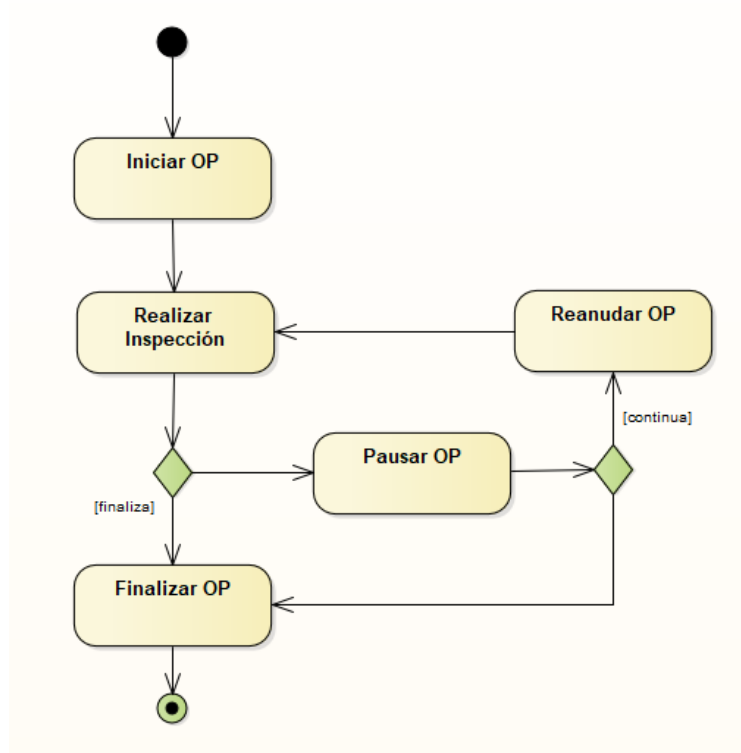 Iniciar OP
Realizar
Inspección
Reanudar OP
[continua]
Pausar OP
[finaliza]
Finalizar OP